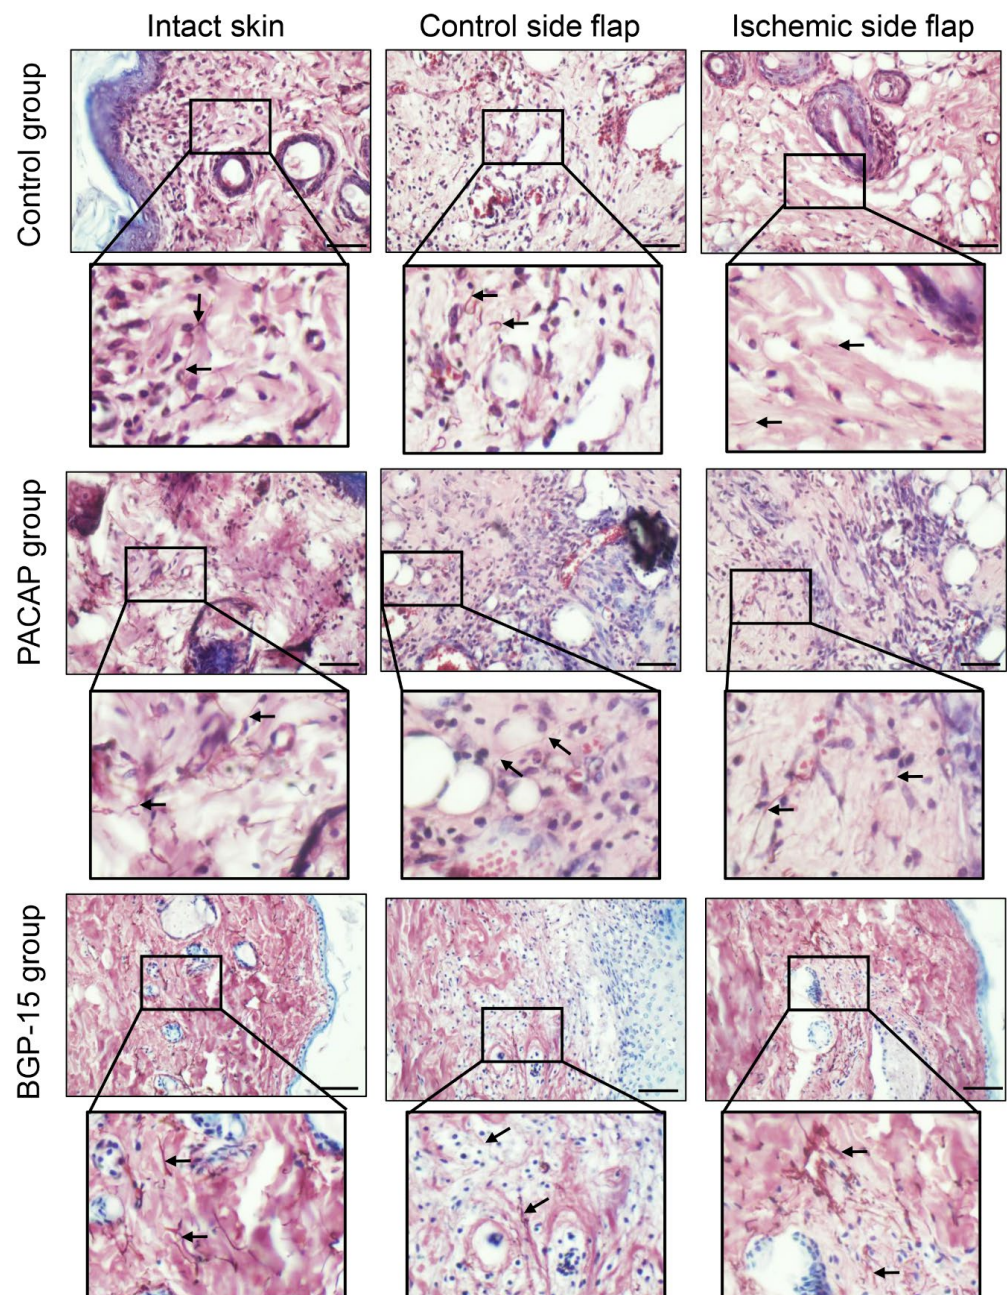 Intact skin
Control side flap
Ischemic side flap
Control group
PACAP group
BGP-15 group